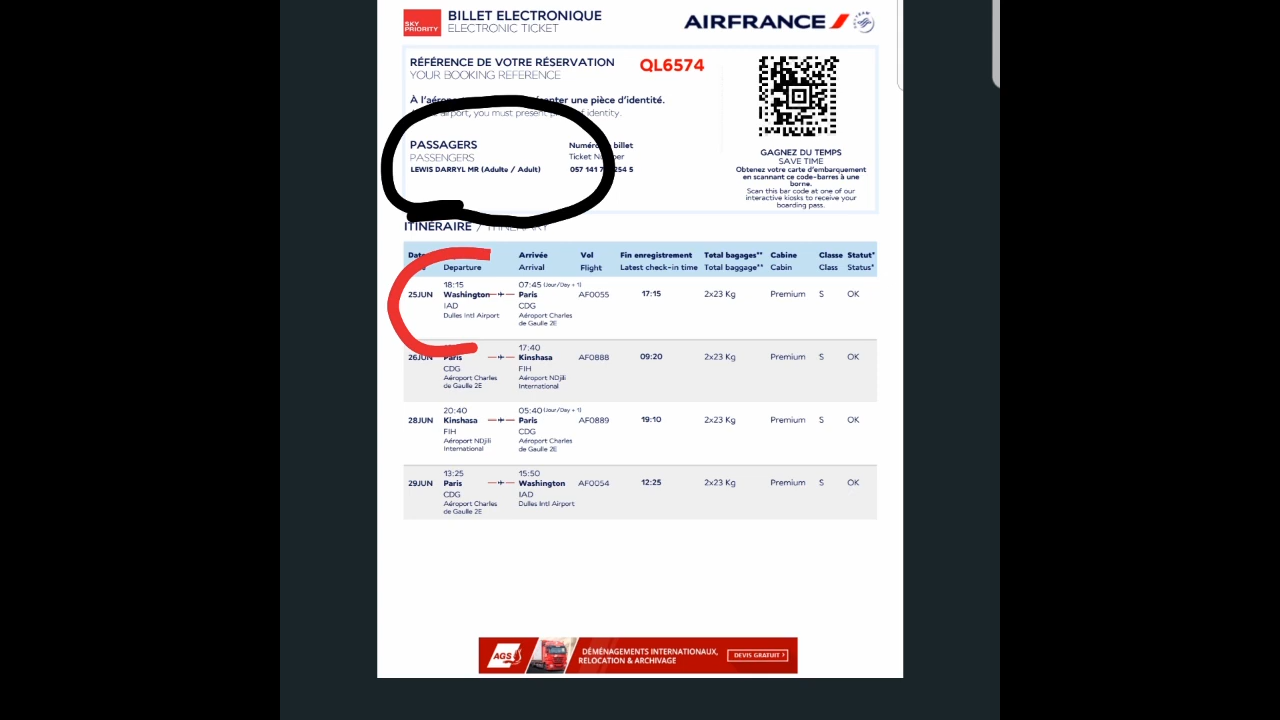 SKY PRIORITY
BILLET ELECTRONIQUE
ELECTRONIC TICKET
AIRFRANCE
RÉFÉRENCE DE VOTRE RÉSERVATION QL6574
YOUR BOOKING REFERENCE
À l'aéro une pièce d'identité.
airport, you must present of identity.
PASSAGERS billet
PASSENGERS Ticket
LEWIS DARRYL MR (Adulte / Adult) 057 141 254 5
GAGNEZ DU TEMPS
SAVE TIME
Obtenez votre carte d'embarquement
en scannant ce code-barres à une
borne.
Scan this bar code at one of our
interactive kiosks to receive your
boarding pass.
ITINÉRAIRE / ITINERARY
Date Arrivée Vol Fin enregistrement Total bagages** Cabine Classe Statut*
Departure Arrival Flight Latest check-in time Total baggage** Cabin Class Status*
18:15 07:45 (Jour/Day + 1)
25JUN Washington Paris AF0055 17:15 2x23 Kg Premium S OK
IAD CDG
Dulles Intl Airport Aéroport Charles
de Gaulle 2E
17:40
26JUN Paris Kinshasa AF0888 09:20 2x23 Kg Premium S OK
CDG FIH
Aéroport Charles Aéroport NDjili
de Gaulle 2E International
20:40 05:40 (Jour/Day + 1)
28JUN Kinshasa Paris AF0889 19:10 2x23 Kg Premium S OK
FIH CDG
Aéroport NDjili Aéroport Charles
International de Gaulle 2E
13:25 15:50
29JUN Paris Washington AF0054 12:25 2x23 Kg Premium S OK
CDG IAD
Aéroport Charles Dulles Intl Airport
de Gaulle 2E
AGS
DÉMÉNAGEMENTS INTERNATIONAUX,
RELOCATION & ARCHIVAGE
DEVIS GRATUIT >